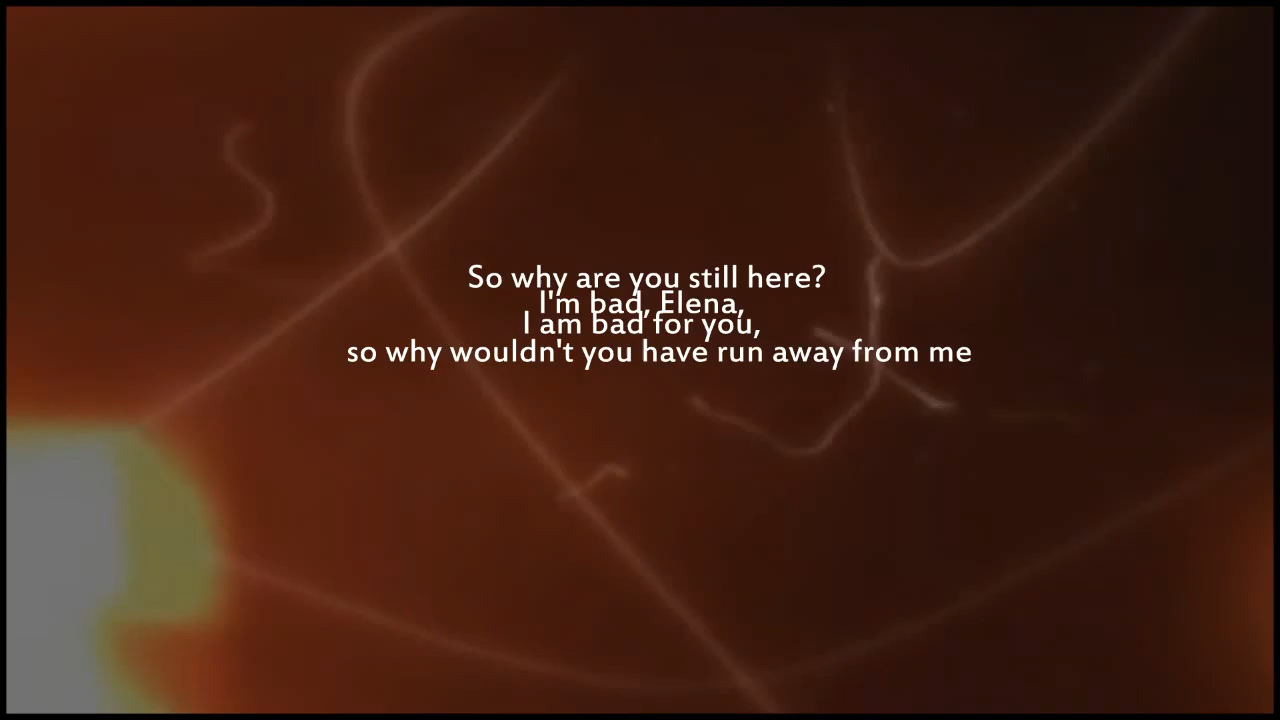 So why are you still here?
I'm bad, Elena,
I am bad for you,
so why wouldn't you have run away from me